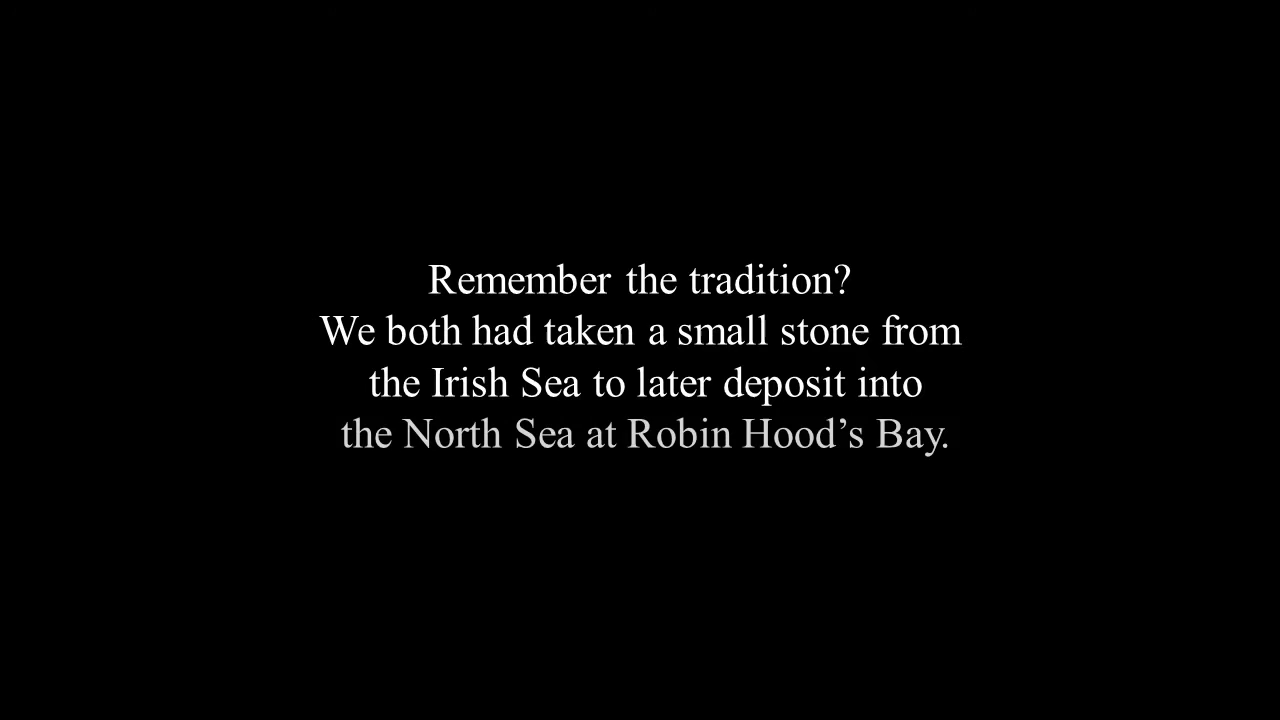 Remember the tradition?
We both had taken a small stone from
the Irish Sea to later deposit into
the North Sea at Robin Hood’s Bay.